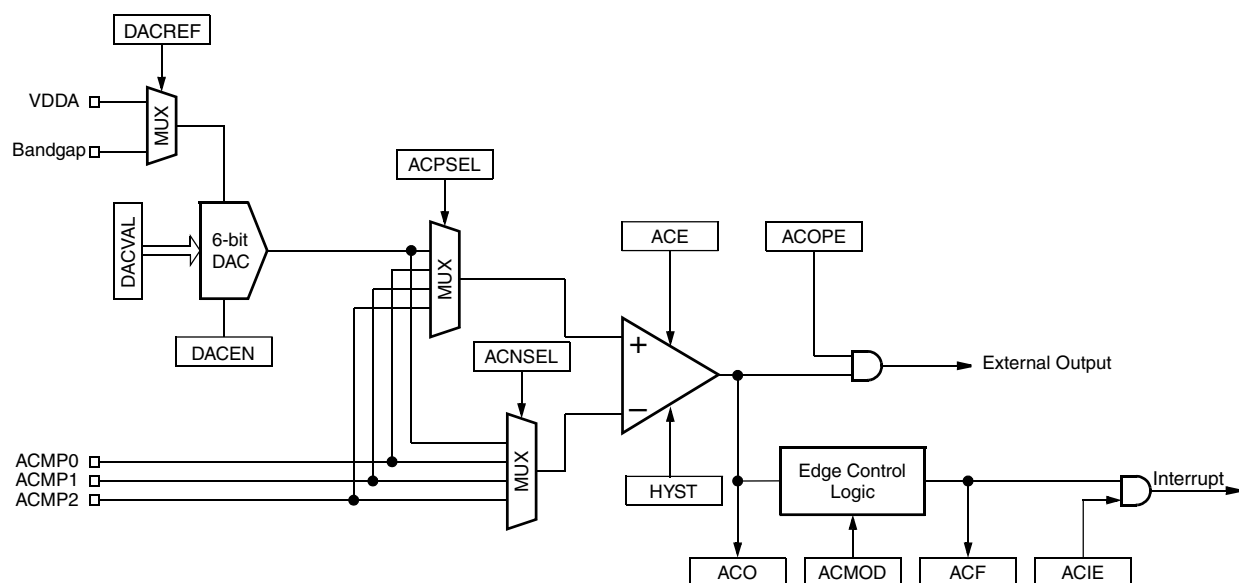 DACREF
VDDA
MUX
Bandgap
ACPSEL
DACVAL
6-bit
DAC
MUX
ACE
ACOPE
DACEN
ACNSEL
+
−
External Output
MUX
ACMP0
ACMP1
ACMP2
HYST
Edge Control
Logic
Interrupt
ACO
ACMOD
ACF
ACIE